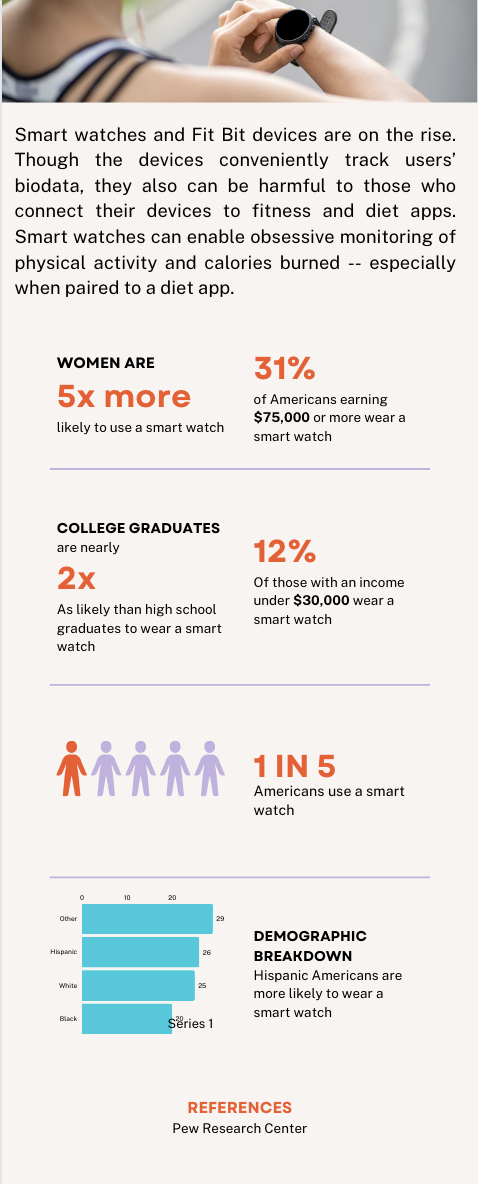 Smart watches and Fit Bit devices are on the rise.
Though the devices conveniently track users’
biodata, they also can be harmful to those who
connect their devices to fitness and diet apps.
Smart watches can enable obsessive monitoring of
physical activity and calories burned -- especially
when paired to a diet app.
WOMEN ARE
5x more
likely to use a smart watch
31%
of Americans earning
$75,000 or more wear a
smart watch
COLLEGE GRADUATES
are nearly
2x
As likely than high school
graduates to wear a smart
watch
12%
Of those with an income
under $30,000 wear a
smart watch
1 IN 5
Americans use a smart
watch
0 10 20
Other 29
Hispanic 26
White 25
Black 20
Series 1
DEMOGRAPHIC
BREAKDOWN
Hispanic Americans are
more likely to wear a
smart watch
REFERENCES
Pew Research Center